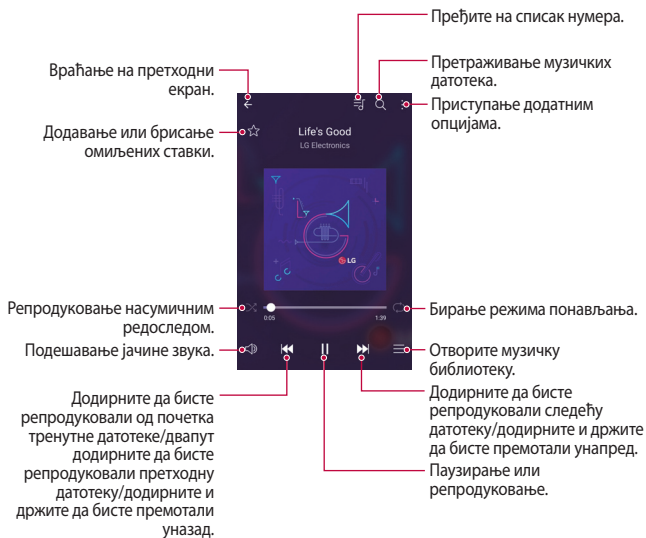 Пређите на списак нумера.
Претраживање музичких
датотека.
Приступање додатним
опцијама.
Враћање на претходни
екран.
Додавање или брисање
омиљених ставки.
Life's Good
LG Electronics
LG
Репродуковање насумичним
редоследом.
0:05
1:39
Бирање режима понављања.
Подешавање јачине звука.
Отворите музичку
библиотеку.
Додирните да бисте
репродуковали од почетка
тренутне датотеке/двапут
додирните да бисте
репродуковали претходну
датотеку/додирните и
држите да бисте премотали
уназад.
Додирните да бисте
репродуковали следећу
датотеку/додирните и држите
да бисте премотали унапред.
Паузирање или
репродуковање.